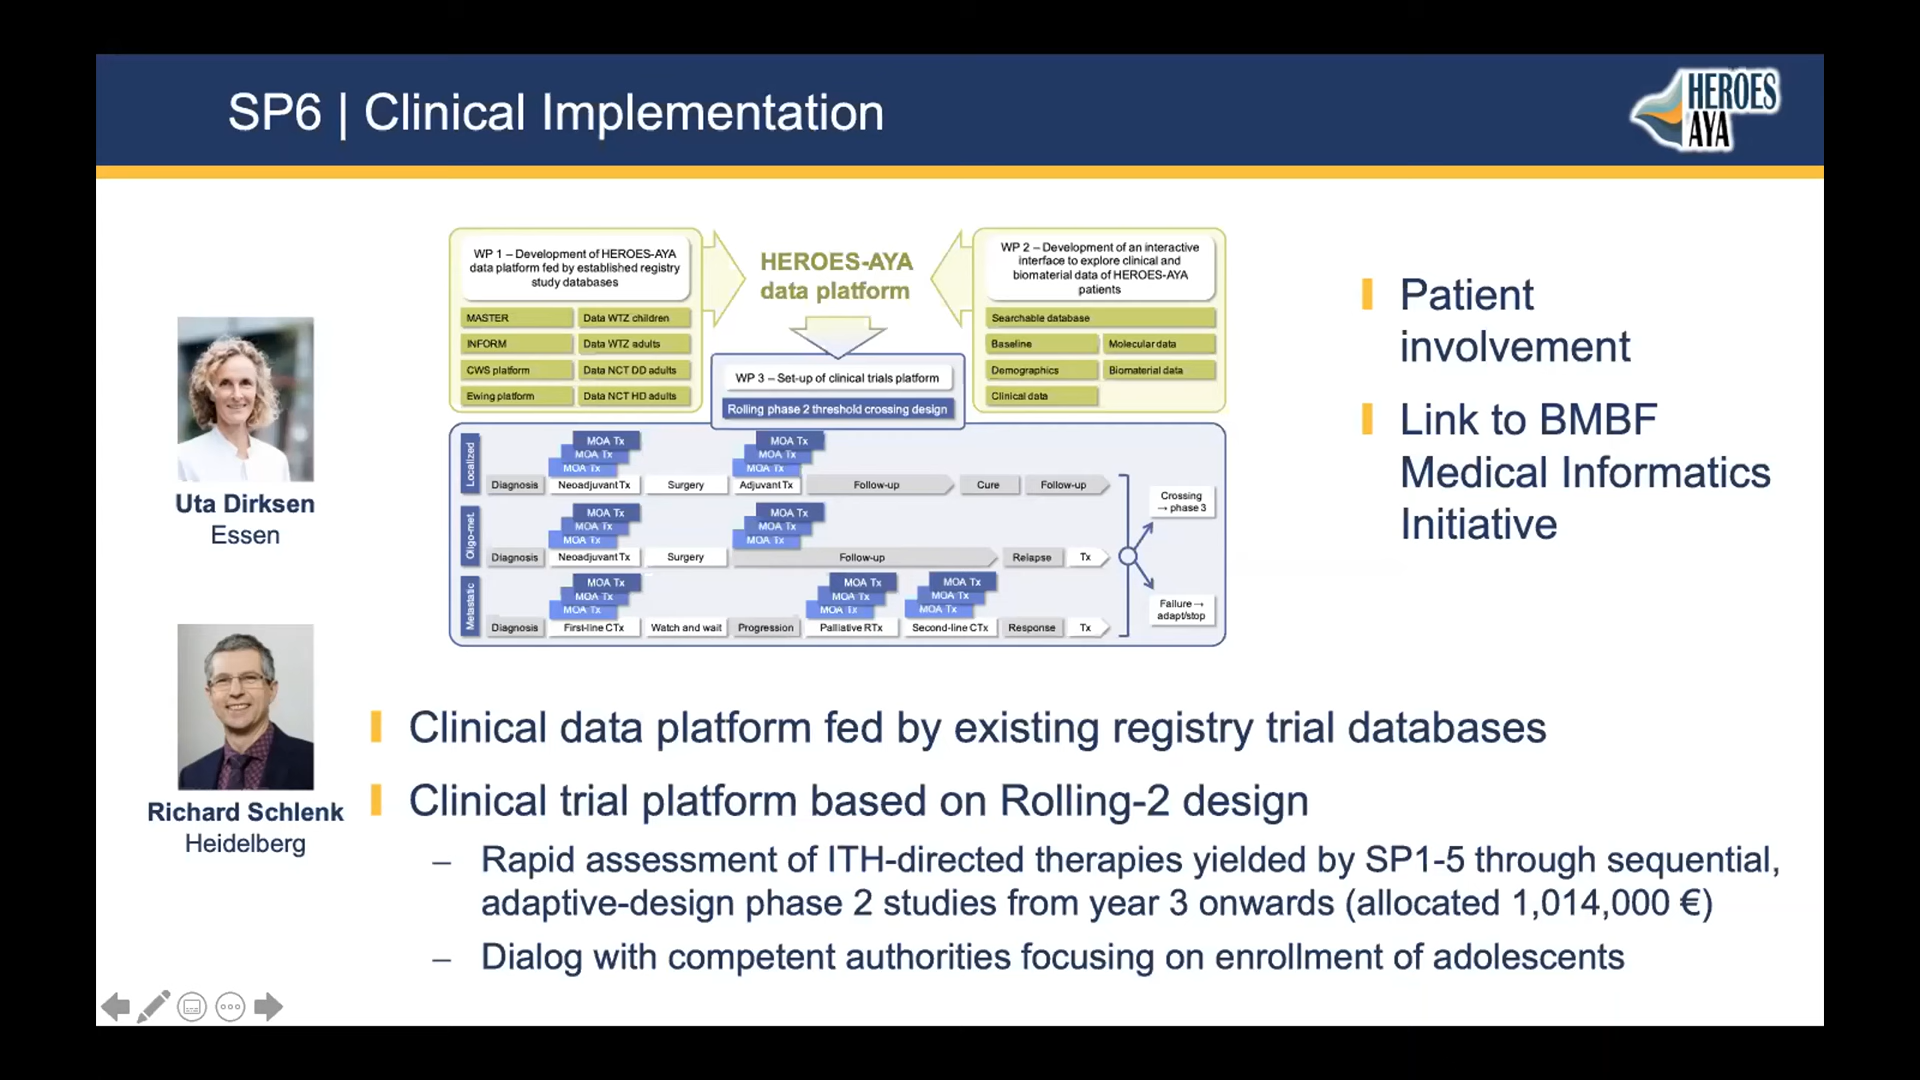 SP6 | Clinical Implementation
HEROES
AYA
WP 1 – Development of HEROES-AYA
data platform fed by established registry
study databases
MASTER
Data WTZ children
INFORM
Data WTZ adults
CWS platform
Data NCT DD adults
Ewing platform
Data NCT HD adults
HEROES-AYA
data platform
WP 2 – Development of an interactive
interface to explore clinical and
biomaterial data of HEROES-AYA
patients
Searchable database
Baseline
Molecular data
Demographics
Biomaterial data
Clinical data
WP 3 – Set-up of clinical trials platform
Rolling phase 2 threshold crossing design
Localized
MOA Tx
MOA Tx
MOA Tx
MOA Tx
MOA Tx
MOA Tx
Diagnosis
Neoadjuvant Tx
Surgery
Adjuvant Tx
Follow-up
Cure
Follow-up
Oligo-met.
MOA Tx
MOA Tx
MOA Tx
MOA Tx
MOA Tx
MOA Tx
Diagnosis
Neoadjuvant Tx
Surgery
Follow-up
Relapse
Tx
Metastatic
MOA Tx
MOA Tx
MOA Tx
MOA Tx
MOA Tx
MOA Tx
MOA Tx
MOA Tx
MOA Tx
Diagnosis
First-line CTx
Watch and wait
Progression
Palliative RTx
Second-line CTx
Response
Tx
Crossing
→ phase 3
Failure →
adapt/stop
Patient
involvement
Link to BMBF
Medical Informatics
Initiative
Uta Dirksen
Essen
Richard Schlenk
Heidelberg
Clinical data platform fed by existing registry trial databases
Clinical trial platform based on Rolling-2 design
– Rapid assessment of ITH-directed therapies yielded by SP1-5 through sequential,
adaptive-design phase 2 studies from year 3 onwards (allocated 1,014,000 €)
– Dialog with competent authorities focusing on enrollment of adolescents